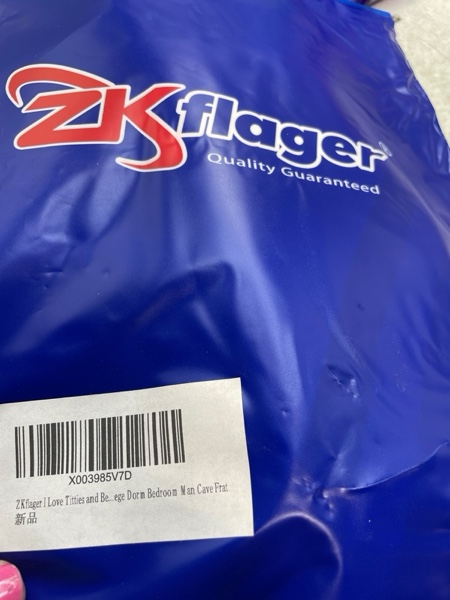 ZKflager
Quality Guaranteed
X003985V7D
ZKflager I Love Titties and Be...ege Dorm Bedroom Man Cave Frat
新品